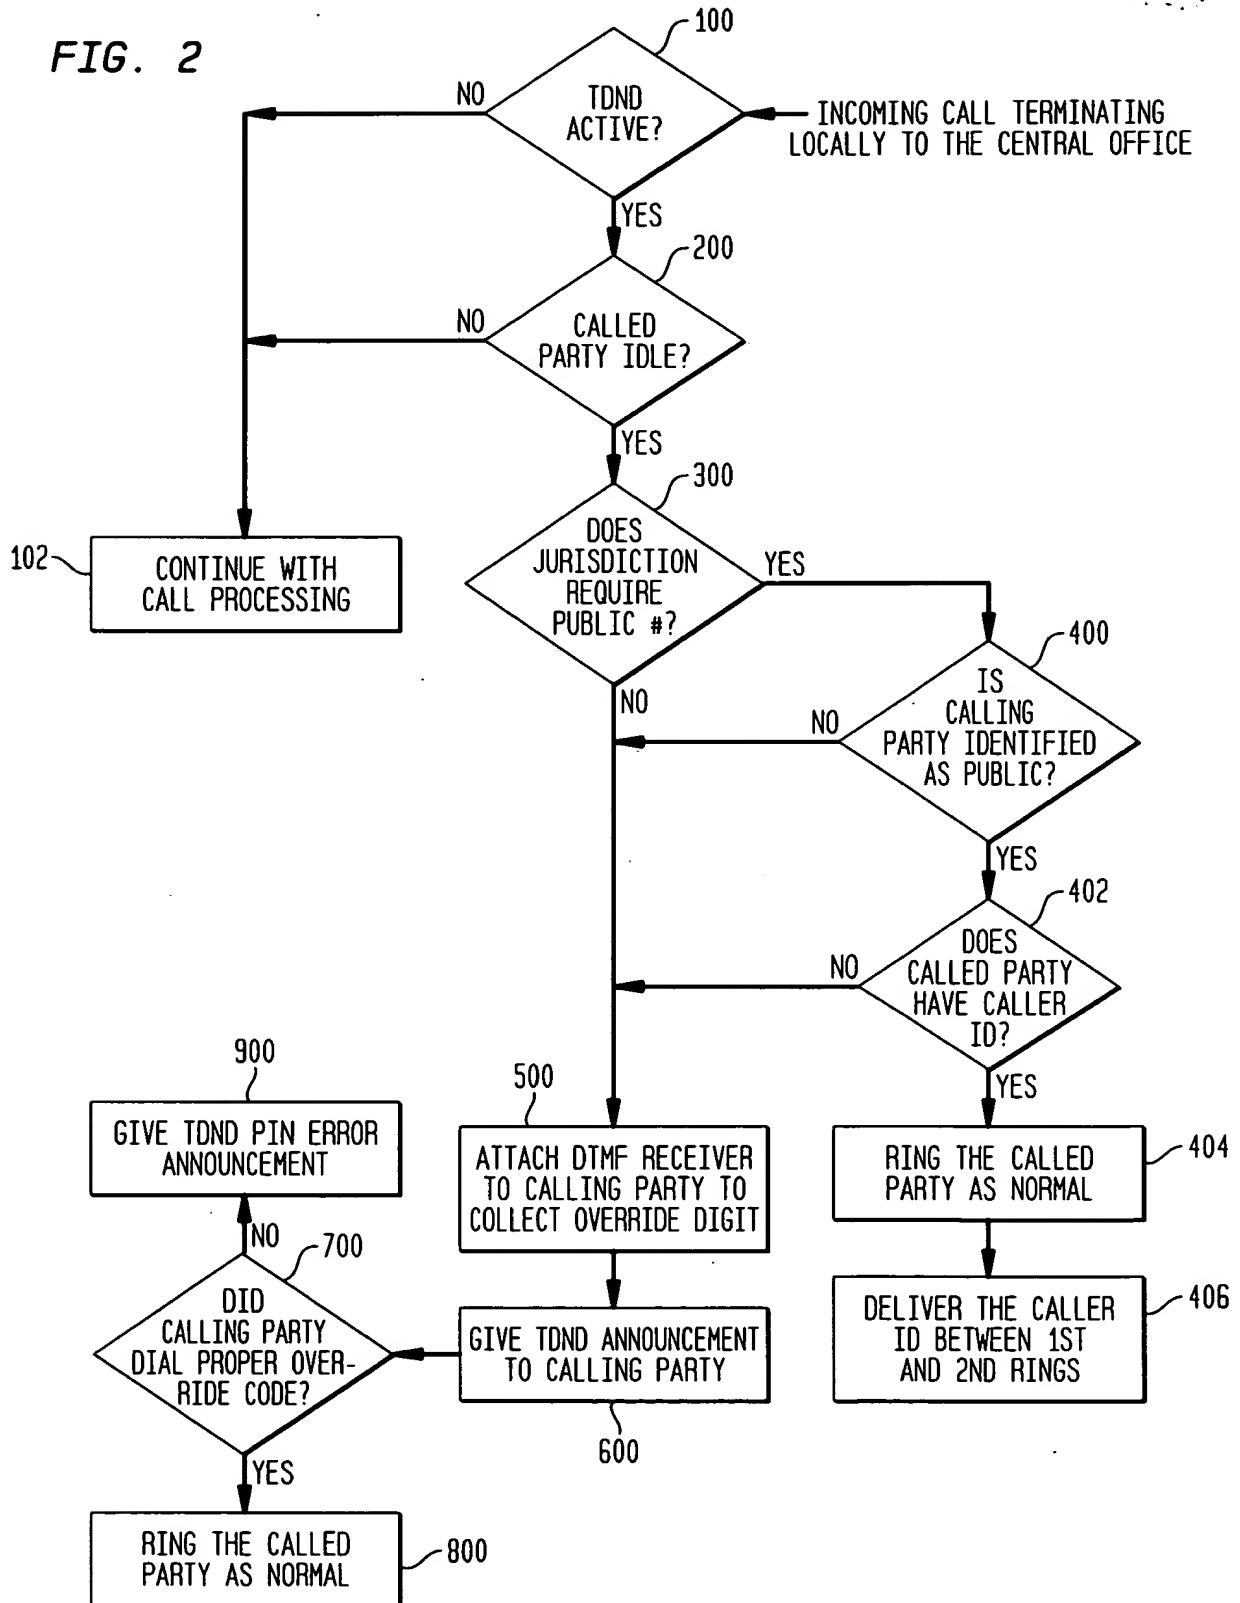 FIG. 2
100
TDND
ACTIVE?
NO
YES
INCOMING CALL TERMINATING
LOCALLY TO THE CENTRAL OFFICE
200
CALLED
PARTY IDLE?
NO
YES
300
DOES
JURISDICTION
REQUIRE
PUBLIC #?
YES
NO
102
CONTINUE WITH
CALL PROCESSING
400
IS
CALLING
PARTY IDENTIFIED
AS PUBLIC?
NO
YES
402
DOES
CALLED PARTY
HAVE CALLER
ID?
NO
YES
404
RING THE CALLED
PARTY AS NORMAL
406
DELIVER THE CALLER
ID BETWEEN 1ST
AND 2ND RINGS
500
ATTACH DTMF RECEIVER
TO CALLING PARTY TO
COLLECT OVERRIDE DIGIT
GIVE TDND ANNOUNCEMENT
TO CALLING PARTY
600
900
GIVE TDND PIN ERROR
ANNOUNCEMENT
NO
700
DID
CALLING PARTY
DIAL PROPER OVER-
RIDE CODE?
YES
RING THE CALLED
PARTY AS NORMAL
800